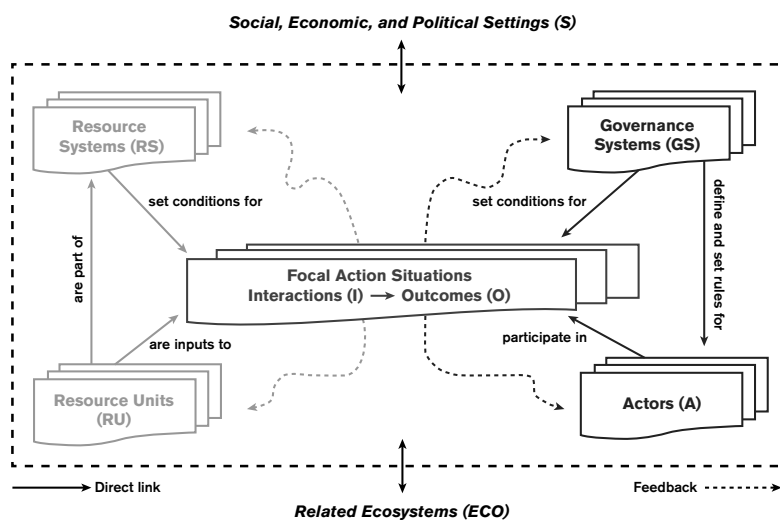 Social, Economic, and Political Settings (S)
Resource
Systems (RS)
Governance
Systems (GS)
set conditions for
set conditions for
are part of
define and set rules for
Focal Action Situations
Interactions (I) → Outcomes (O)
are inputs to
participate in
Resource Units
(RU)
Actors (A)
Direct link
Feedback
Related Ecosystems (ECO)